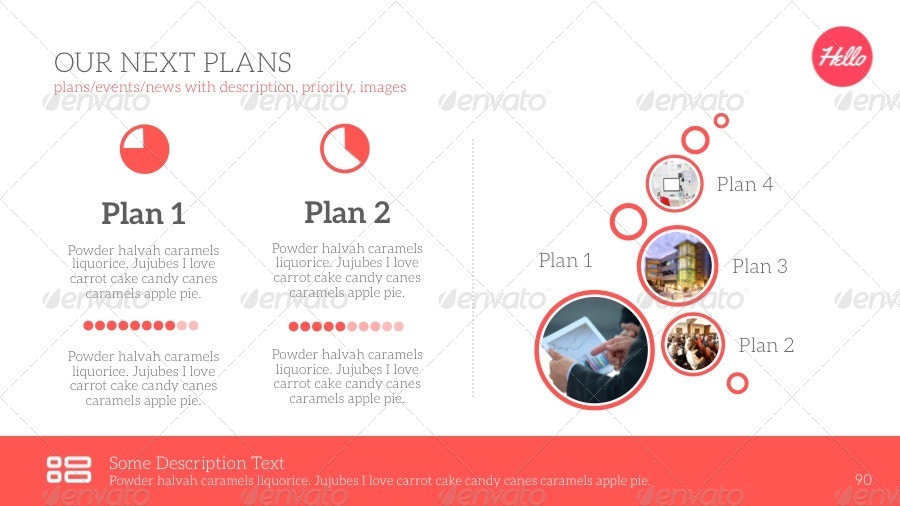 OUR NEXT PLANS
plans/events/news with description, priority, images
Hello
Plan 1
Powder halvah caramels
liquorice. Jujubes I love
carrot cake candy canes
caramels apple pie.
Powder halvah caramels
liquorice. Jujubes I love
carrot cake candy canes
caramels apple pie.
Plan 2
Powder halvah caramels
liquorice. Jujubes I love
carrot cake candy canes
caramels apple pie.
Powder halvah caramels
liquorice. Jujubes I love
carrot cake candy canes
caramels apple pie.
Plan 4
Plan 1
Plan 3
Plan 2
Some Description Text
Powder halvah caramels liquorice. Jujubes I love carrot cake candy canes caramels apple pie.
90
envato